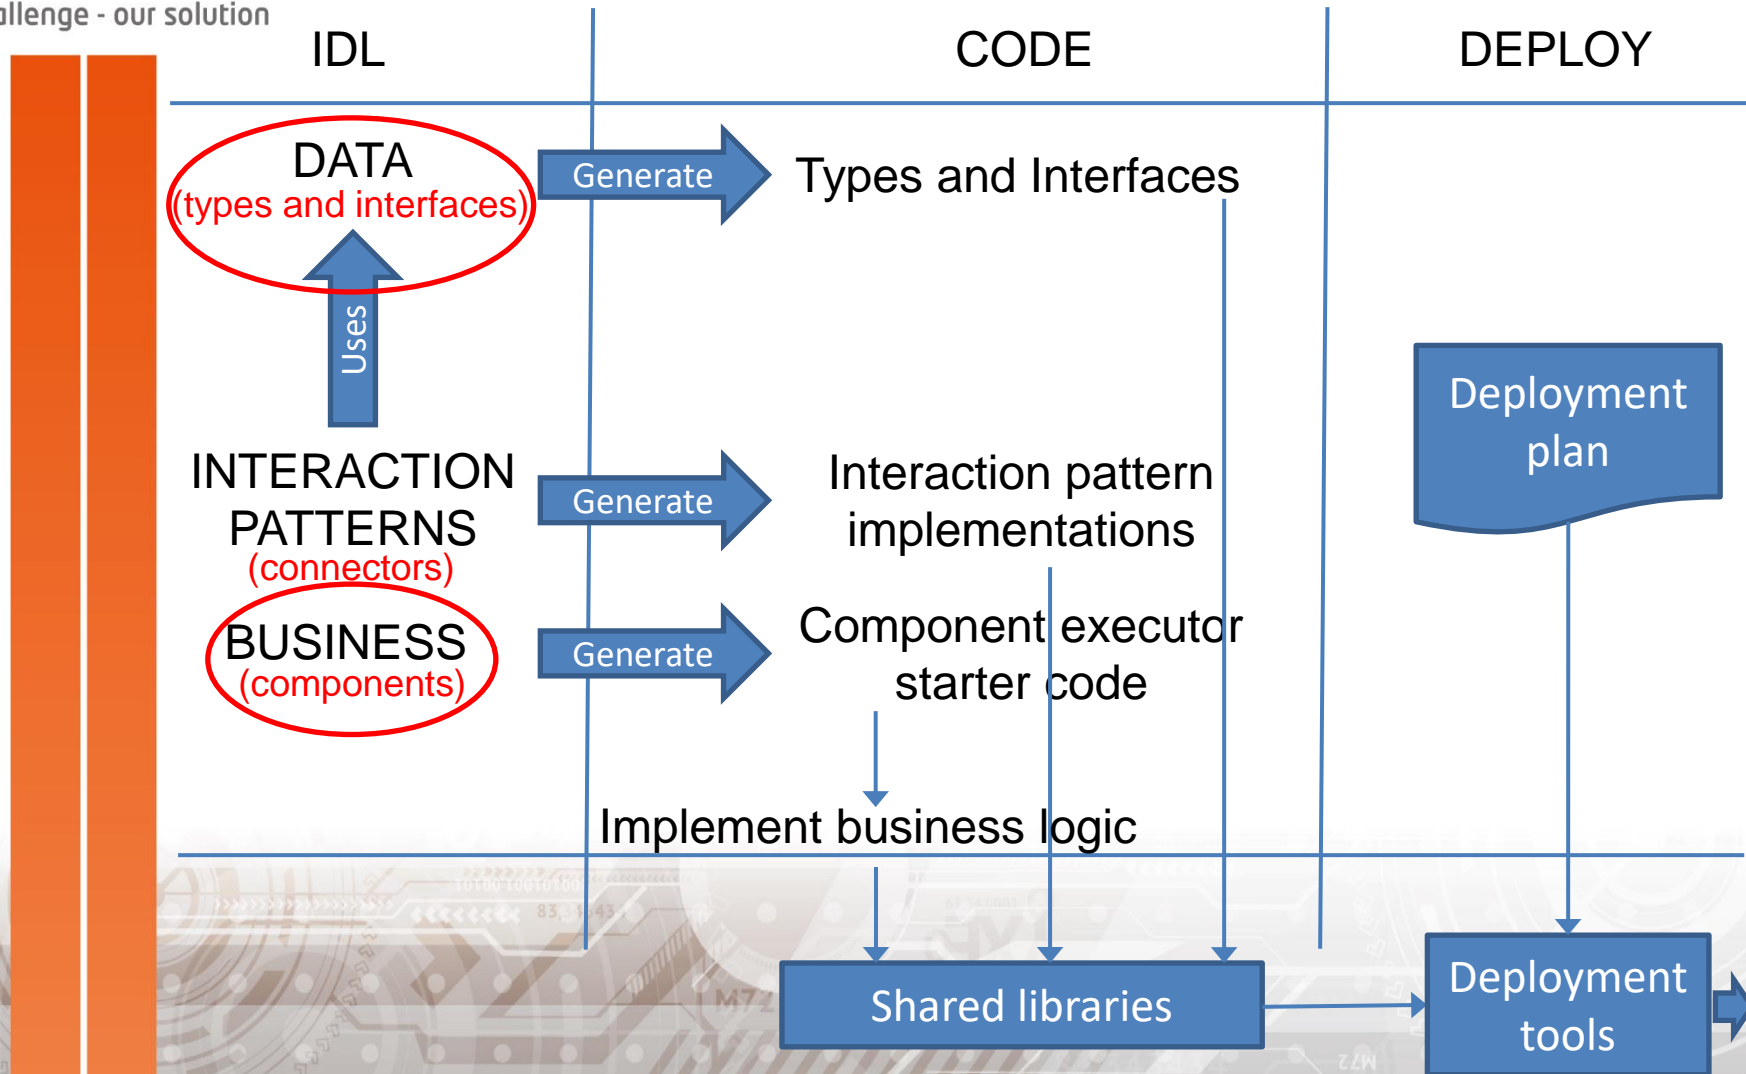 allenge - our solution
IDL
CODE
DEPLOY
DATA
(types and interfaces)
Generate
Types and Interfaces
Uses
Deployment
plan
INTERACTION
PATTERNS
(connectors)
Generate
Interaction pattern
implementations
BUSINESS
(components)
Generate
Component executor
starter code
Implement business logic
Shared libraries
Deployment
tools
M72
M72